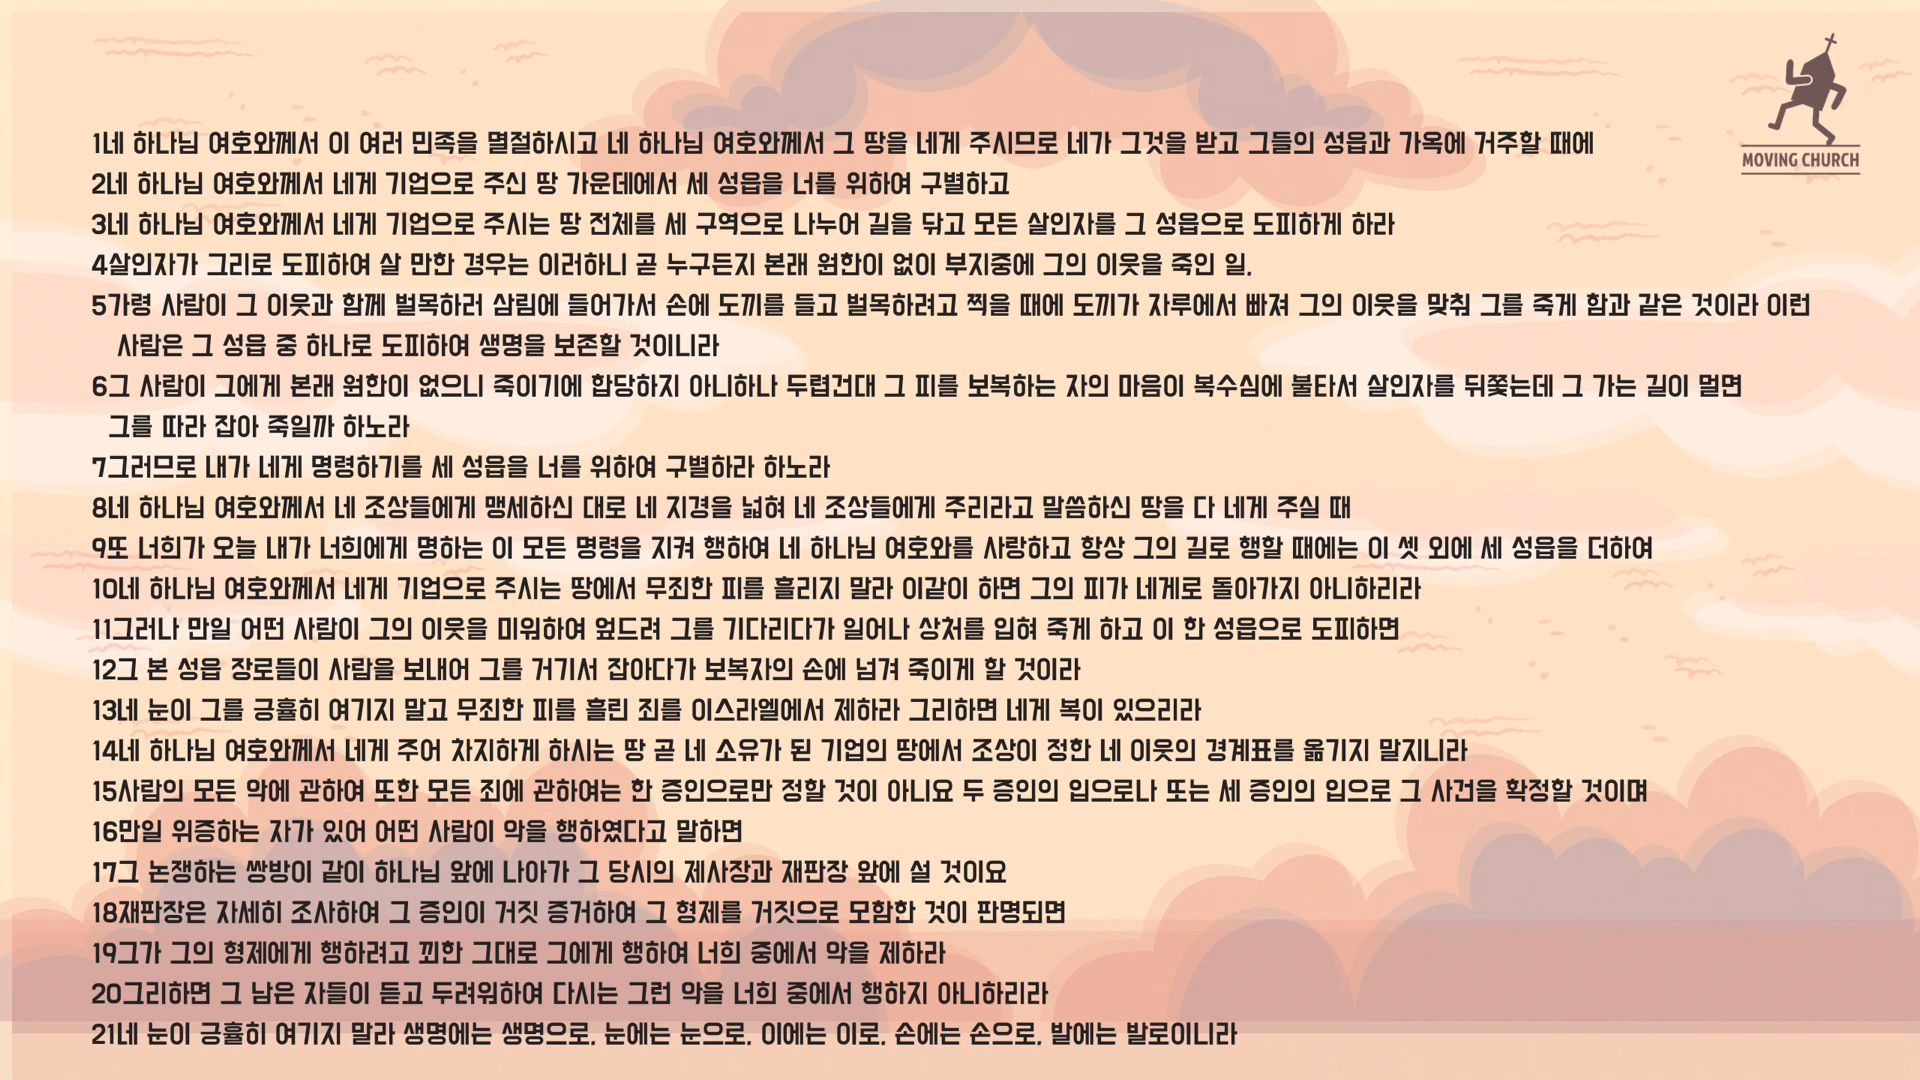 MOVING CHURCH
1네 하나님 여호와께서 이 여러 민족을 멸절하시고 네 하나님 여호와께서 그 땅을 네게 주시므로 네가 그것을 받고 그들의 성읍과 가옥에 거주할 때에
2네 하나님 여호와께서 네게 기업으로 주신 땅 가운데에서 세 성읍을 너를 위하여 구별하고
3네 하나님 여호와께서 네게 기업으로 주시는 땅 전체를 세 구역으로 나누어 길을 닦고 모든 살인자를 그 성읍으로 도피하게 하라
4살인자가 그리로 도피하여 살 만한 경우는 이러하니 곧 누구든지 본래 원한이 없이 부지중에 그의 이웃을 죽인 일,
5가령 사람이 그 이웃과 함께 벌목하러 삼림에 들어가서 손에 도끼를 들고 벌목하려고 찍을 때에 도끼가 자루에서 빠져 그의 이웃을 맞춰 그를 죽게 함과 같은 것이라 이런
사람은 그 성읍 중 하나로 도피하여 생명을 보존할 것이니라
6그 사람이 그에게 본래 원한이 없으니 죽이기에 합당하지 아니하나 두렵건대 그 피를 보복하는 자의 마음이 복수심에 불타서 살인자를 뒤쫓는데 그 가는 길이 멀면
그를 따라 잡아 죽일까 하노라
7그러므로 내가 네게 명령하기를 세 성읍을 너를 위하여 구별하라 하노라
8네 하나님 여호와께서 네 조상들에게 맹세하신 대로 네 지경을 넓혀 네 조상들에게 주리라고 말씀하신 땅을 다 네게 주실 때
9또 너희가 오늘 내가 너희에게 명하는 이 모든 명령을 지켜 행하여 네 하나님 여호와를 사랑하고 항상 그의 길로 행할 때에는 이 셋 외에 세 성읍을 더하여
10네 하나님 여호와께서 네게 기업으로 주시는 땅에서 무죄한 피를 흘리지 말라 이같이 하면 그의 피가 네게로 돌아가지 아니하리라
11그러나 만일 어떤 사람이 그의 이웃을 미워하여 엎드려 그를 기다리다가 일어나 상처를 입혀 죽게 하고 이 한 성읍으로 도피하면
12그 본 성읍 장로들이 사람을 보내어 그를 거기서 잡아다가 보복자의 손에 넘겨 죽이게 할 것이라
13네 눈이 그를 긍휼히 여기지 말고 무죄한 피를 흘린 죄를 이스라엘에서 제하라 그리하면 네게 복이 있으리라
14네 하나님 여호와께서 네게 주어 차지하게 하시는 땅 곧 네 소유가 된 기업의 땅에서 조상이 정한 네 이웃의 경계표를 옮기지 말지니라
15사람의 모든 악에 관하여 또한 모든 죄에 관하여는 한 증인으로만 정할 것이 아니요 두 증인의 입으로나 또는 세 증인의 입으로 그 사건을 확정할 것이며
16만일 위증하는 자가 있어 어떤 사람이 악을 행하였다고 말하면
17그 논쟁하는 쌍방이 같이 하나님 앞에 나아가 그 당시의 제사장과 재판장 앞에 설 것이요
18재판장은 자세히 조사하여 그 증인이 거짓 증거하여 그 형제를 거짓으로 모함한 것이 판명되면
19그가 그의 형제에게 행하려고 꾀한 그대로 그에게 행하여 너희 중에서 악을 제하라
20그리하면 그 남은 자들이 듣고 두려워하여 다시는 그런 악을 너희 중에서 행하지 아니하리라
21네 눈이 긍휼히 여기지 말라 생명에는 생명으로, 눈에는 눈으로, 이에는 이로, 손에는 손으로, 발에는 발로이니라